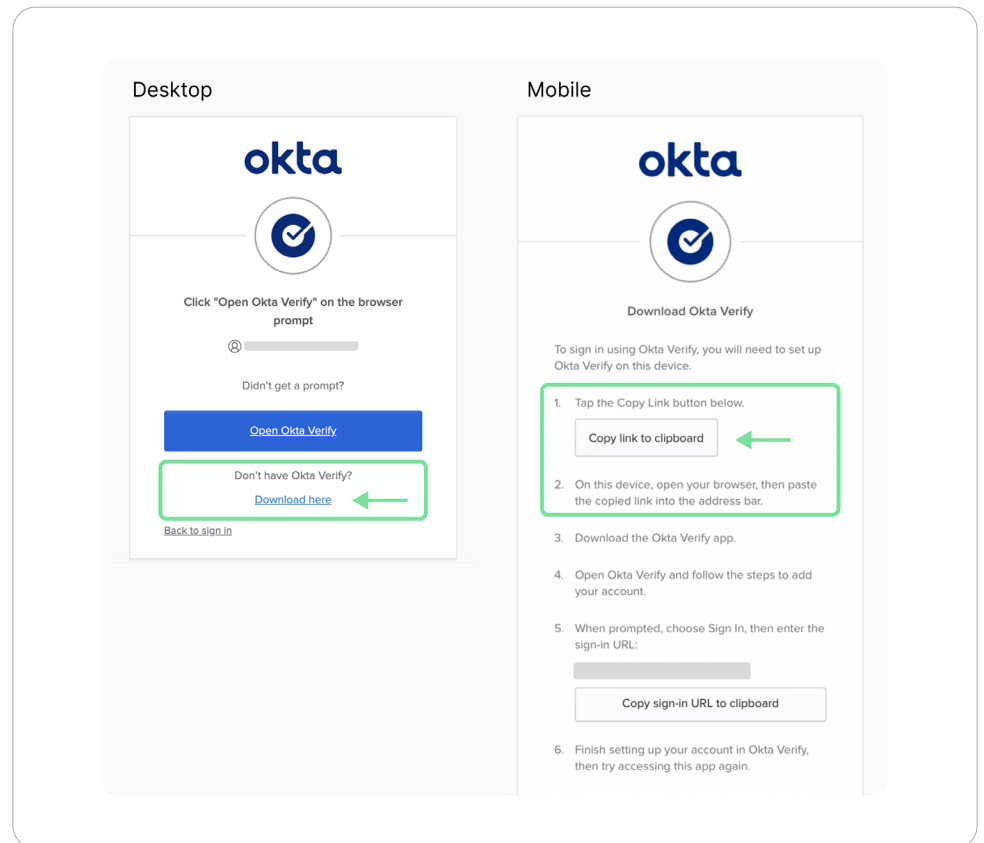 Desktop
okta
Click "Open Okta Verify" on the browser
prompt
Didn't get a prompt?
Open Okta Verify
Don't have Okta Verify?
Download here
Back to sign in
Mobile
okta
Download Okta Verify
To sign in using Okta Verify, you will need to set up
Okta Verify on this device.
1. Tap the Copy Link button below.
Copy link to clipboard
2. On this device, open your browser, then paste
the copied link into the address bar.
3. Download the Okta Verify app.
4. Open Okta Verify and follow the steps to add
your account.
5. When prompted, choose Sign In, then enter the
sign-in URL:
Copy sign-in URL to clipboard
6. Finish setting up your account in Okta Verify,
then try accessing this app again.